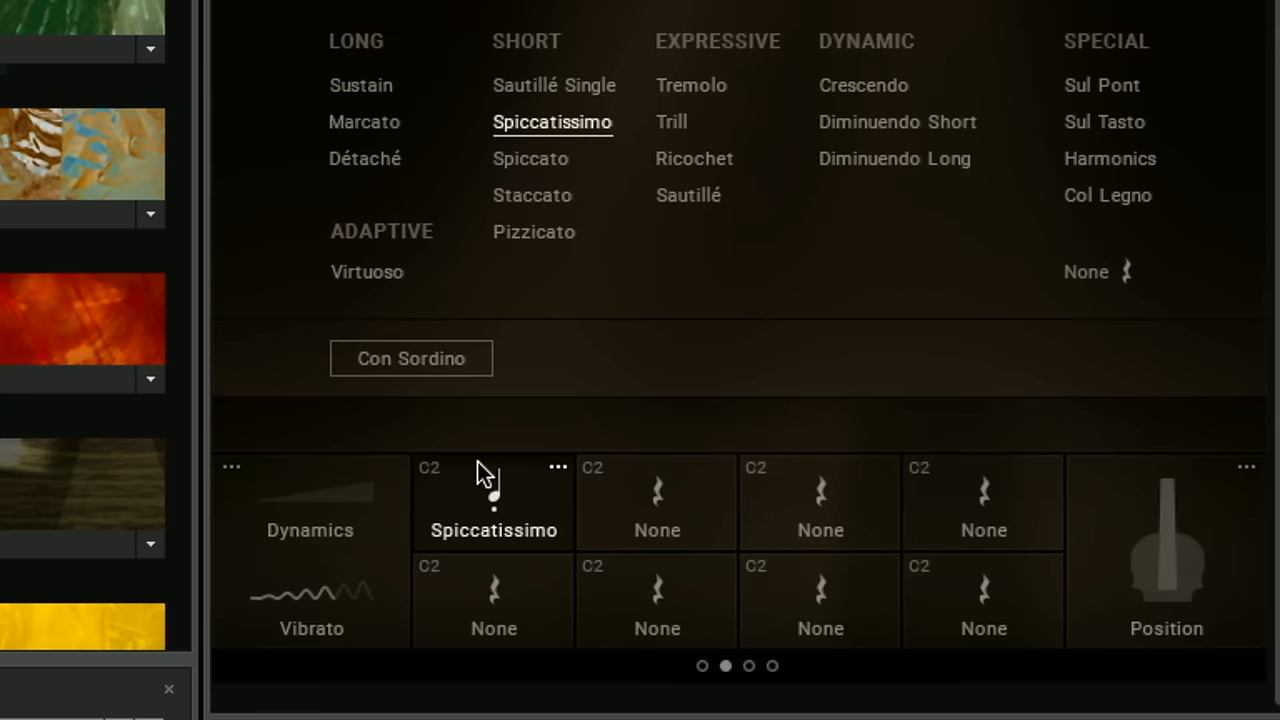 LONG SHORT EXPRESSIVE DYNAMIC SPECIAL
Sustain Sautillé Single Tremolo Crescendo Sul Pont
Marcato Spiccatissimo Trill Diminuendo Short Sul Tasto
Détaché Spiccato Ricochet Diminuendo Long Harmonics
Staccato Sautillé Col Legno
ADAPTIVE Pizzicato
Virtuoso None
Con Sordino
C2 C2 C2 C2
Dynamics Spiccatissimo None None None
C2 C2 C2 C2
Vibrato None None None None Position